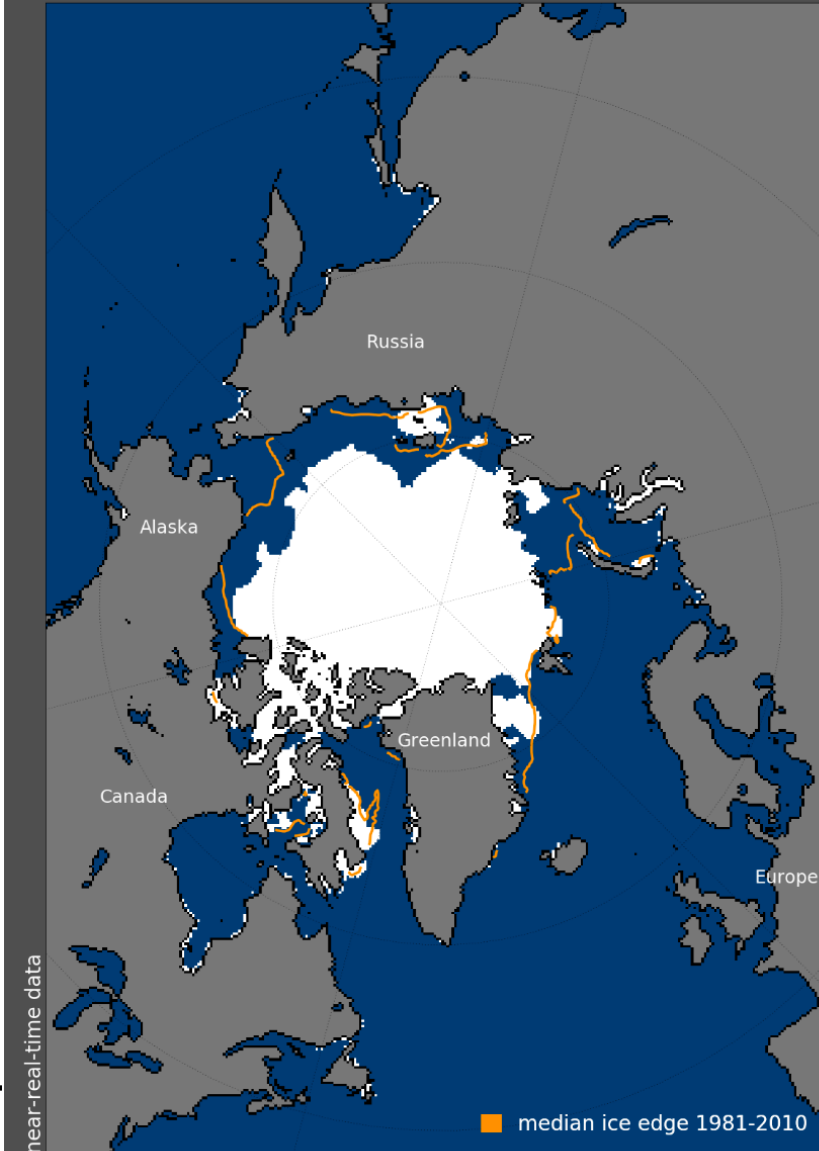 Russia
Alaska
Greenland
Canada
Europe
near-real-time data
median ice edge 1981-2010